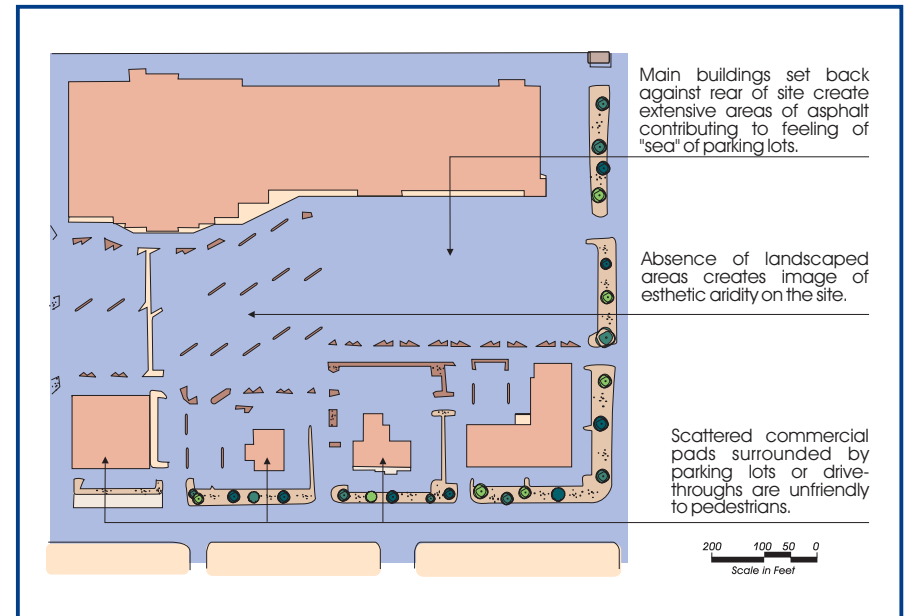 Main buildings set back
against rear of site create
extensive areas of asphalt
contributing to feeling of
"sea" of parking lots.
Absence of landscaped
areas creates image of
esthetic aridity on the site.
Scattered commercial
pads surrounded by
parking lots or drive-
throughs are unfriendly
to pedestrians.
200 100 50 0
Scale in Feet